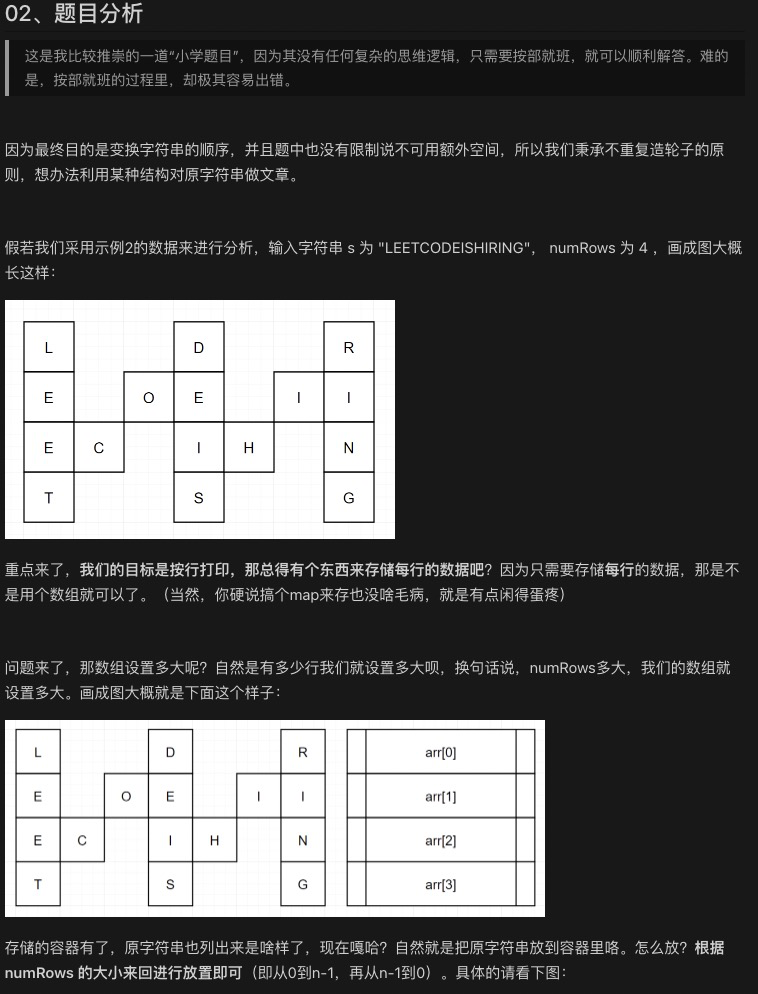 02、题目分析
这是我比较推崇的一道“小学题目”，因为其没有任何复杂的思维逻辑，只需要按部就班，就可以顺利解答。难的
是，按部就班的过程里，却极其容易出错。
因为最终目的是变换字符串的顺序，并且题中也没有限制说不可用额外空间，所以我们秉承不重复造轮子的原
则，想办法利用某种结构对原字符串做文章。
假若我们采用示例2的数据来进行分析，输入字符串 s 为 "LEETCODEISHIRING"， numRows 为 4 ，画成图大概
长这样：
L D R
E O E I I
E C I H N
T S G
重点来了，我们的目标是按行打印，那总得有个东西来存储每行的数据吧？因为只需要存储每行的数据，那是不
是用个数组就可以了。（当然，你硬说搞个map来存也没啥毛病，就是有点闲得蛋疼）
问题来了，那数组设置多大呢？自然是有多少行我们就设置多大呗，换句话说，numRows多大，我们的数组就
设置多大。画成图大概就是下面这个样子：
L D R arr[0]
E O E I I arr[1]
E C I H N arr[2]
T S G arr[3]
存储的容器有了，原字符串也列出来是啥样了，现在嘎哈？自然就是把原字符串放到容器里咯。怎么放？根据
numRows 的大小来回进行放置即可（即从0到n-1，再从n-1到0）。具体的请看下图：